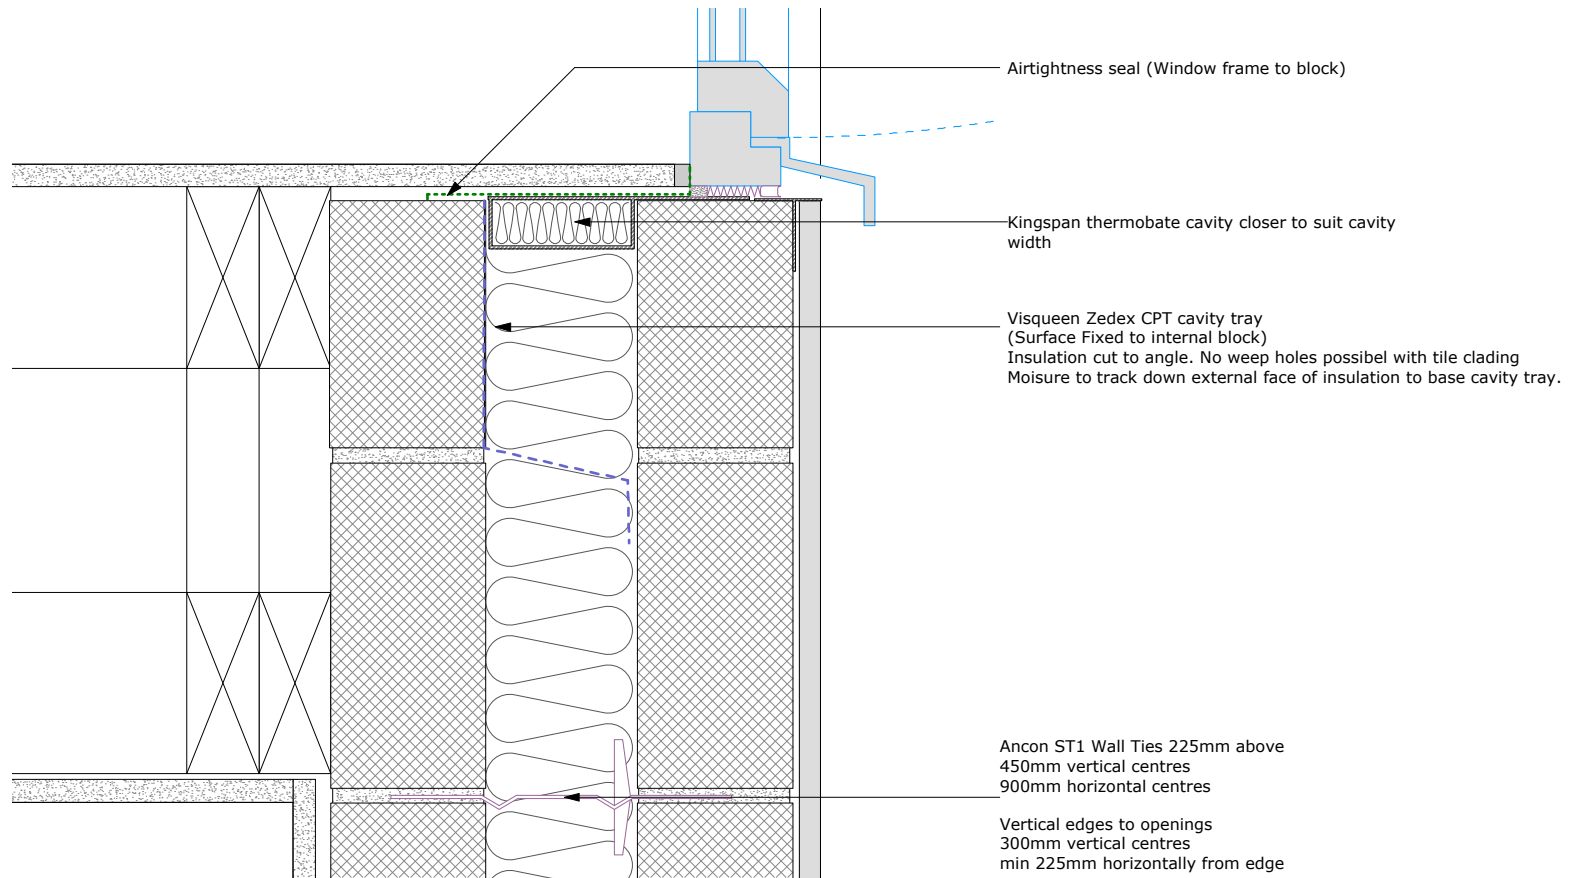 Airtightness seal (Window frame to block)
Kingspan thermobate cavity closer to suit cavity
width
Visqueen Zedex CPT cavity tray
(Surface Fixed to internal block)
Insulation cut to angle. No weep holes possibel with tile clading
Moisure to track down external face of insulation to base cavity tray.
Ancon ST1 Wall Ties 225mm above
450mm vertical centres
900mm horizontal centres
Vertical edges to openings
300mm vertical centres
min 225mm horizontally from edge